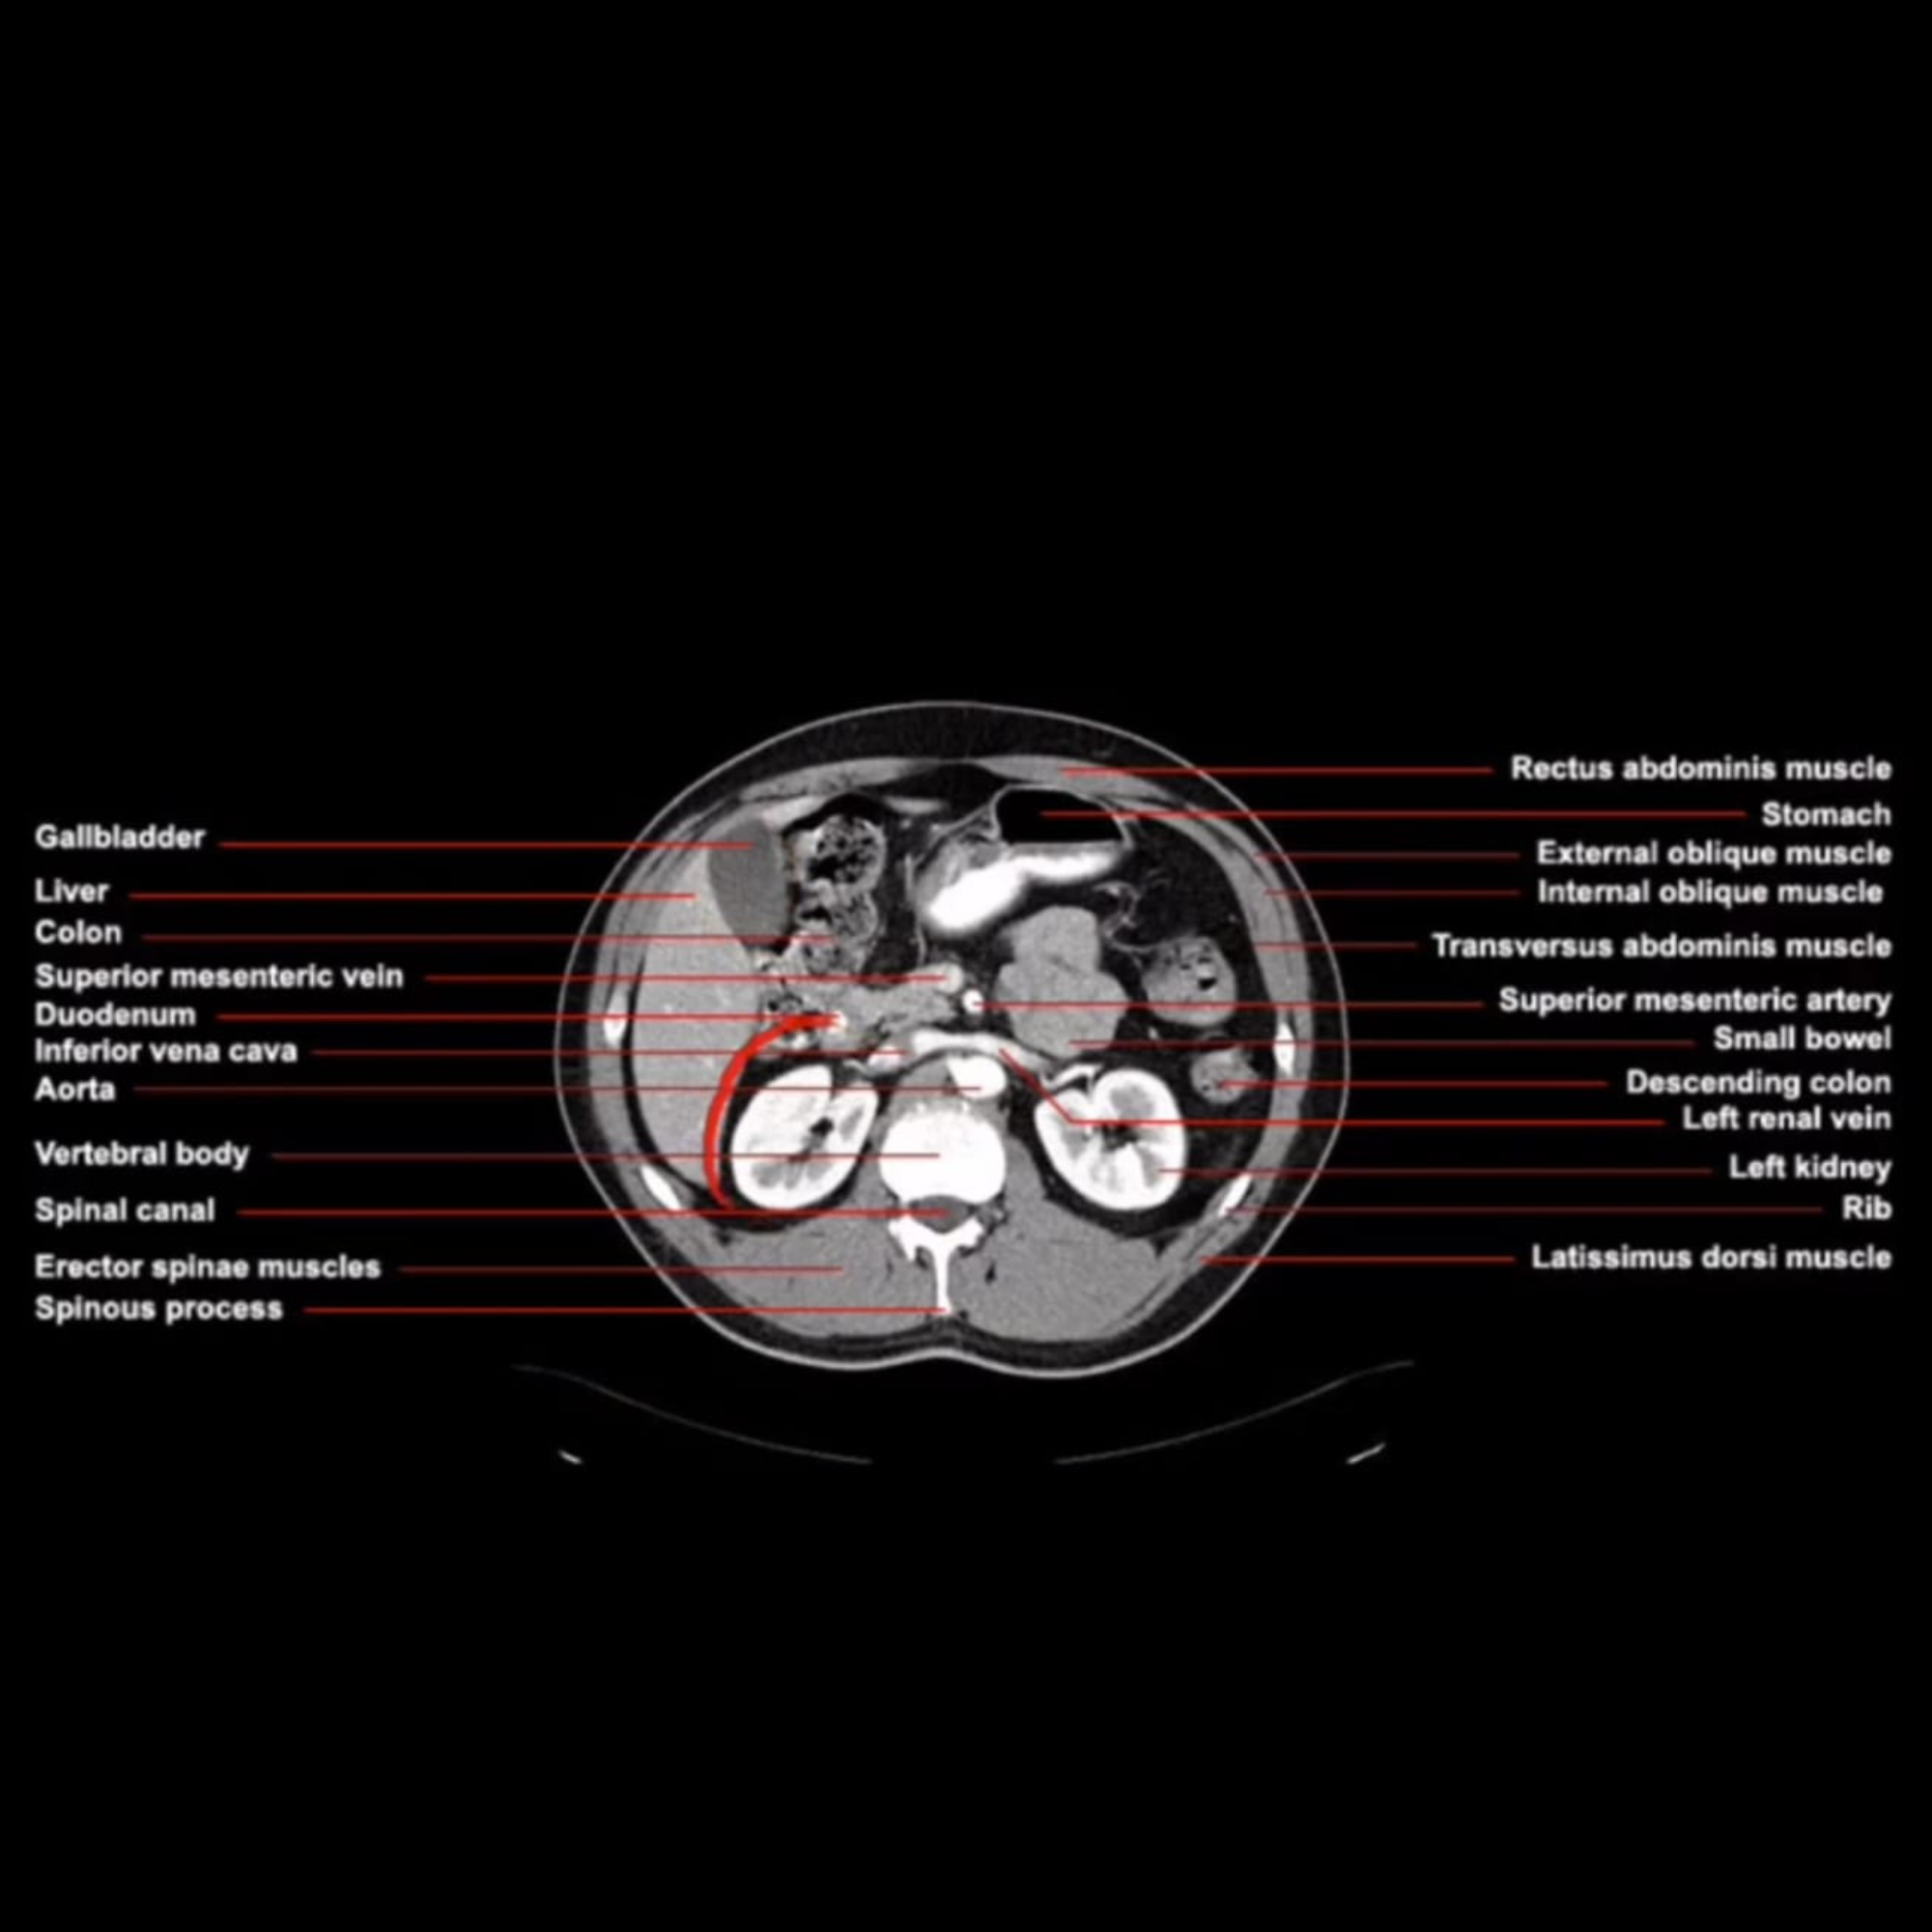 Gallbladder
Liver
Colon
Superior mesenteric vein
Duodenum
Inferior vena cava
Aorta
Vertebral body
Spinal canal
Erector spinae muscles
Spinous process
Rectus abdominis muscle
Stomach
External oblique muscle
Internal oblique muscle
Transversus abdominis muscle
Superior mesenteric artery
Small bowel
Descending colon
Left renal vein
Left kidney
Rib
Latissimus dorsi muscle